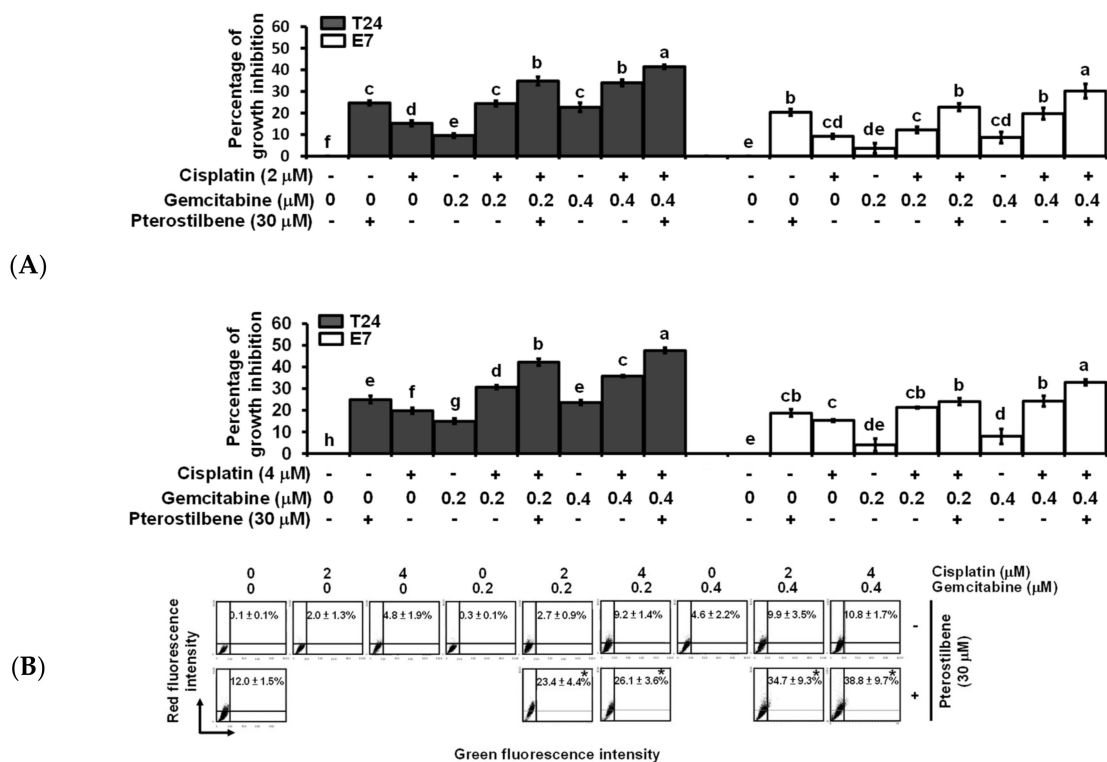 (A)
T24
E7
Percentage of
growth inhibition
60
50
40
30
20
10
0
f c d e c b c b a e b cd de c b cd b a
Cisplatin (2 μM) - - + - + + - + + - - + - + + - + +
Gemcitabine (μM) 0 0 0 0.2 0.2 0.2 0.4 0.4 0.4 0 0 0 0.2 0.2 0.2 0.4 0.4 0.4
Pterostilbene (30 μM) - + - - - + - - + - + - - - + - - +
T24
E7
Percentage of
growth inhibition
60
50
40
30
20
10
0
h e f g d b e c a e cb c de cb b d b a
Cisplatin (4 μM) - - + - + + - + + - - + - + + - + +
Gemcitabine (μM) 0 0 0 0.2 0.2 0.2 0.4 0.4 0.4 0 0 0 0.2 0.2 0.2 0.4 0.4 0.4
Pterostilbene (30 μM) - + - - - + - - + - + - - - + - - +
(B)
0 2 4 0 2 4 0 2 4 Cisplatin (μM)
0 0 0 0.2 0.2 0.2 0.4 0.4 0.4 Gemcitabine (μM)
Red fluorescence
intensity
0.1 ± 0.1% 2.0 ± 1.3% 4.8 ± 1.9% 0.3 ± 0.1% 2.7 ± 0.9% 9.2 ± 1.4% 4.6 ± 2.2% 9.9 ± 3.5% 10.8 ± 1.7% -
12.0 ± 1.5% 23.4 ± 4.4%* 26.1 ± 3.6%* 34.7 ± 9.3%* 38.8 ± 9.7%* +
Pterostilbene
(30 μM)
Green fluorescence intensity